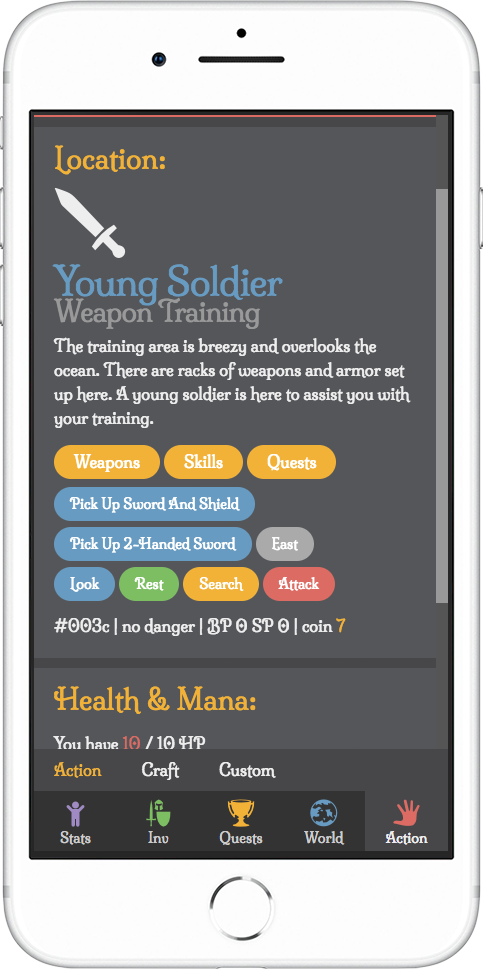 Location:
Young Soldier
Weapon Training
The training area is breezy and overlooks the
ocean. There are racks of weapons and armor set
up here. A young soldier is here to assist you with
your training.
Weapons Skills Quests
Pick Up Sword And Shield
Pick Up 2-Handed Sword East
Look Rest Search Attack
#003c | no danger | BP 0 SP 0 | coin 7
Health & Mana:
You have 10 / 10 HP
Action Craft Custom
Stats Inv Quests World Action